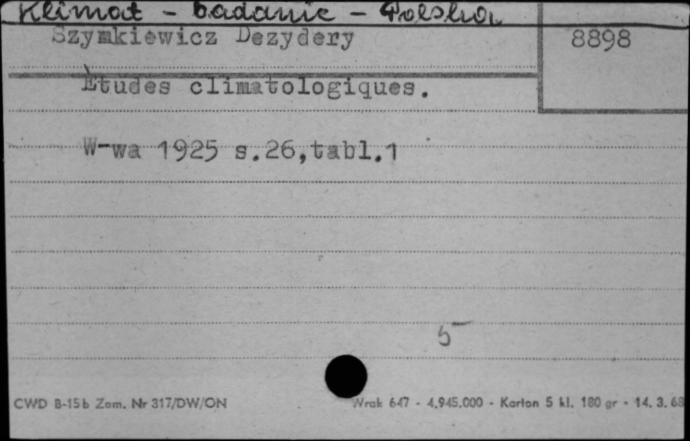 Klimat - badanie - Polska
Szymkiewicz Dezydery
8898
Études climatologiques.
W-wa 1925 s.26,tabl.1
5
CWD B-15b Zam. Nr 317/DW/ON
Wrak 647 - 4.945.000 - Karton 5 kl. 180 gr - 14. 3. 68